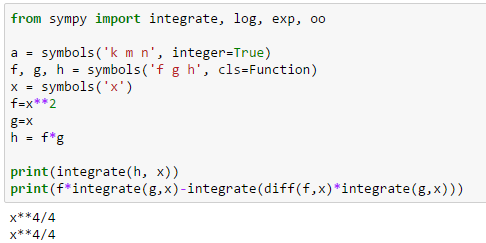 from sympy import integrate, log, exp, oo
a = symbols('k m n', integer=True)
f, g, h = symbols('f g h', cls=Function)
x = symbols('x')
f=x**2
g=x
h = f*g
print(integrate(h, x))
print(f*integrate(g,x)-integrate(diff(f,x)*integrate(g,x)))
x**4/4
x**4/4